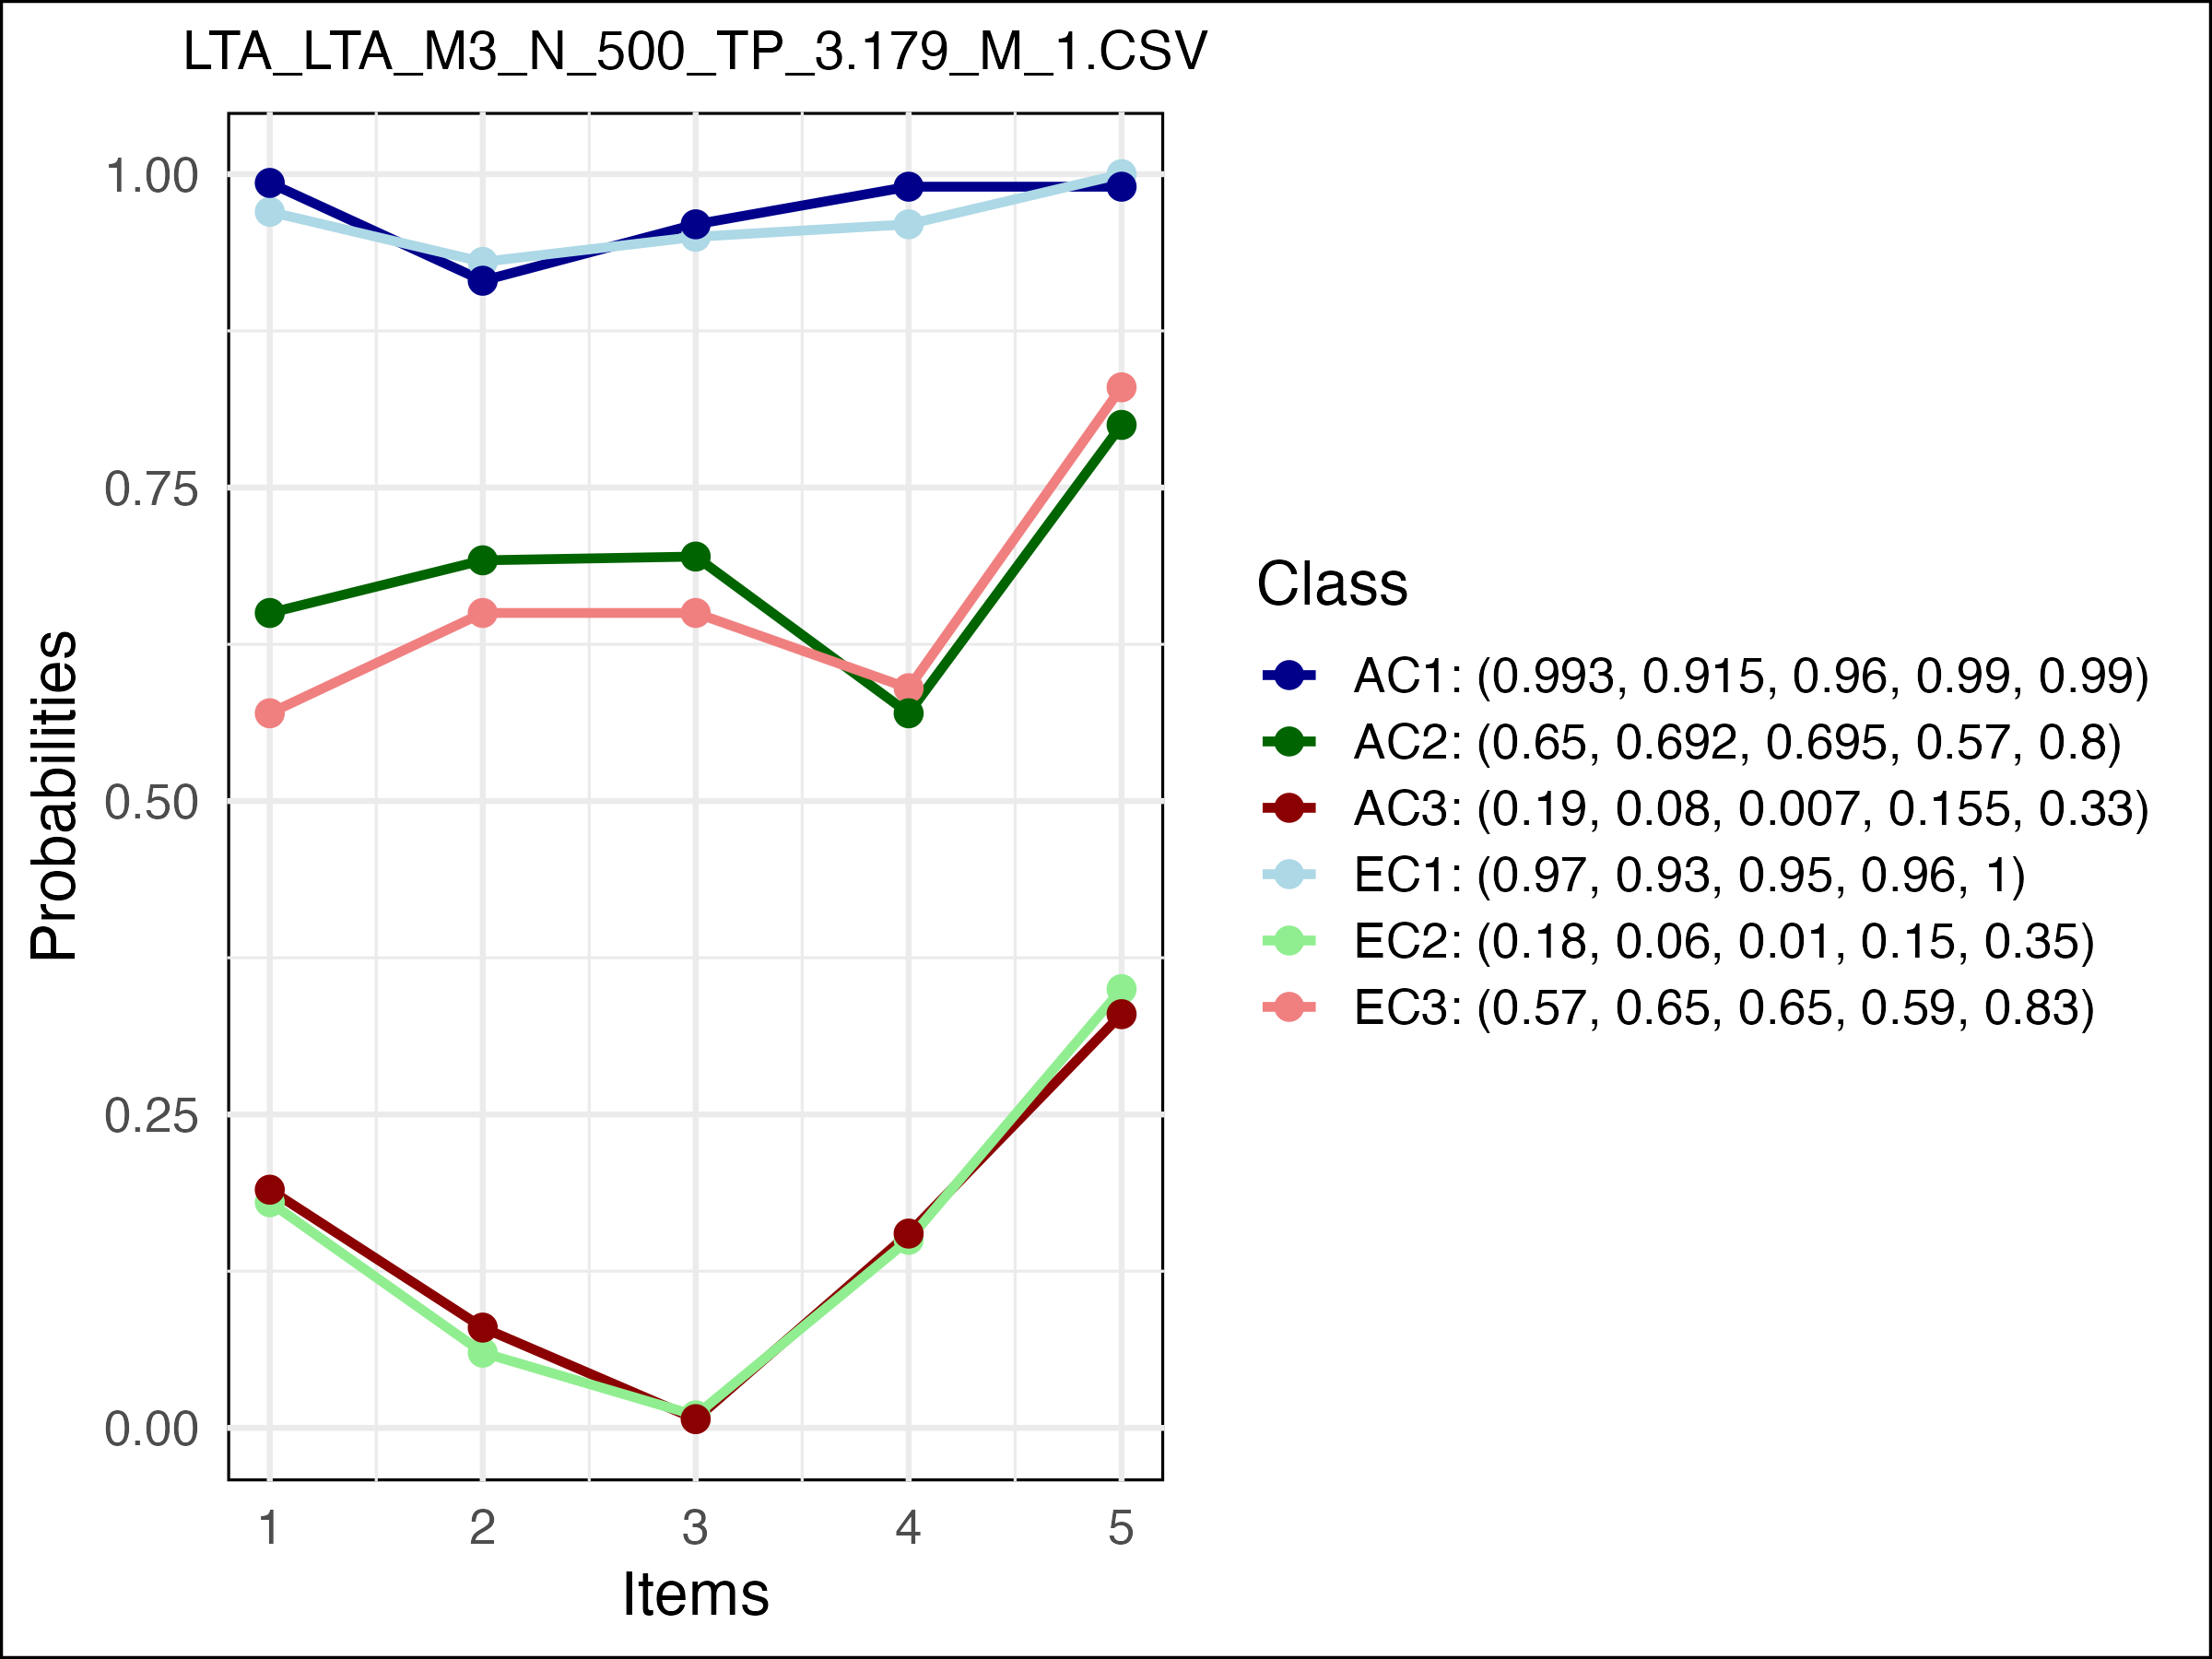 LTA_LTA_M3_N_500_TP_3.179_M_1.CSV
1.00
0.75
0.50
0.25
0.00
Probabilities
1 2 3 4 5
Items
Class
AC1: (0.993, 0.915, 0.96, 0.99, 0.99)
AC2: (0.65, 0.692, 0.695, 0.57, 0.8)
AC3: (0.19, 0.08, 0.007, 0.155, 0.33)
EC1: (0.97, 0.93, 0.95, 0.96, 1)
EC2: (0.18, 0.06, 0.01, 0.15, 0.35)
EC3: (0.57, 0.65, 0.65, 0.59, 0.83)